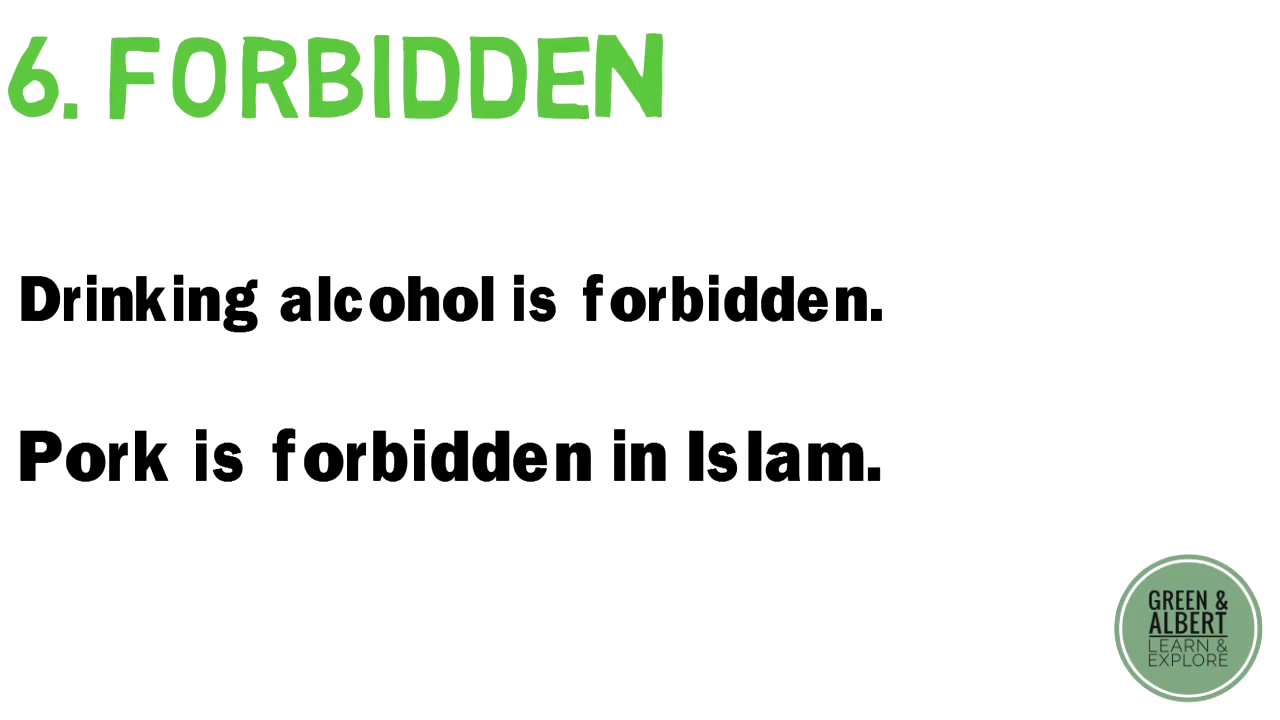 6. FORBIDDEN
Drinking alcohol is forbidden.
Pork is forbidden in Islam.
GREEN &
ALBERT
LEARN &
EXPLORE